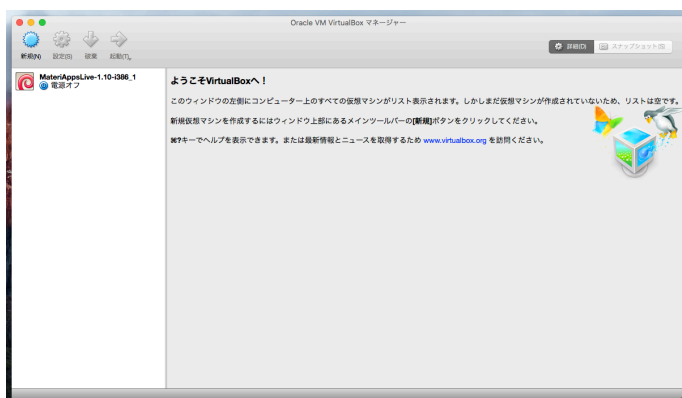 Oracle VM VirtualBox マネージャー
新規(N) 設定(S) 破棄 起動(T)
詳細(D) スナップショット(S)
MateriAppsLive-1.10-i386_1
電源オフ
ようこそVirtualBoxへ！
このウィンドウの左側にコンピューター上のすべての仮想マシンがリスト表示されます。しかしまだ仮想マシンが作成されていないため、リストは空です。
新規仮想マシンを作成するにはウィンドウ上部にあるメインツールバーの[新規]ボタンをクリックしてください。
⌘?キーでヘルプを表示できます。または最新情報とニュースを取得するため www.virtualbox.org を訪問ください。